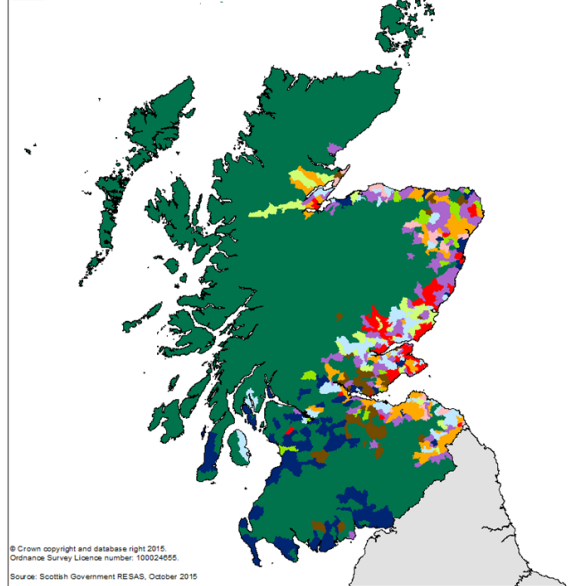 © Crown copyright and database right 2015.
Ordnance Survey Licence number: 100024655.
Source: Scottish Government RESAS, October 2015